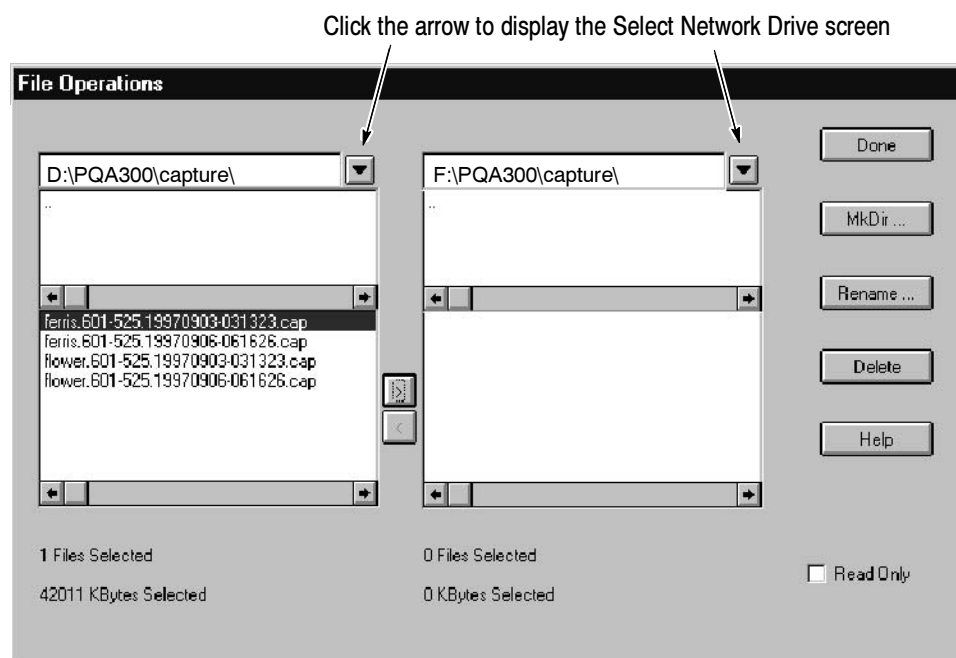 Click the arrow to display the Select Network Drive screen
File Operations
D:\PQA300\capture\
F:\PQA300\capture\
Done
..
..
MkDir ...
Rename ...
ferris.601-525.19970903-031323.cap
ferris.601-525.19970906-061626.cap
flower.601-525.19970903-031323.cap
flower.601-525.19970906-061626.cap
>
<
Delete
Help
1 Files Selected
0 Files Selected
42011 KBytes Selected
0 KBytes Selected
Read Only